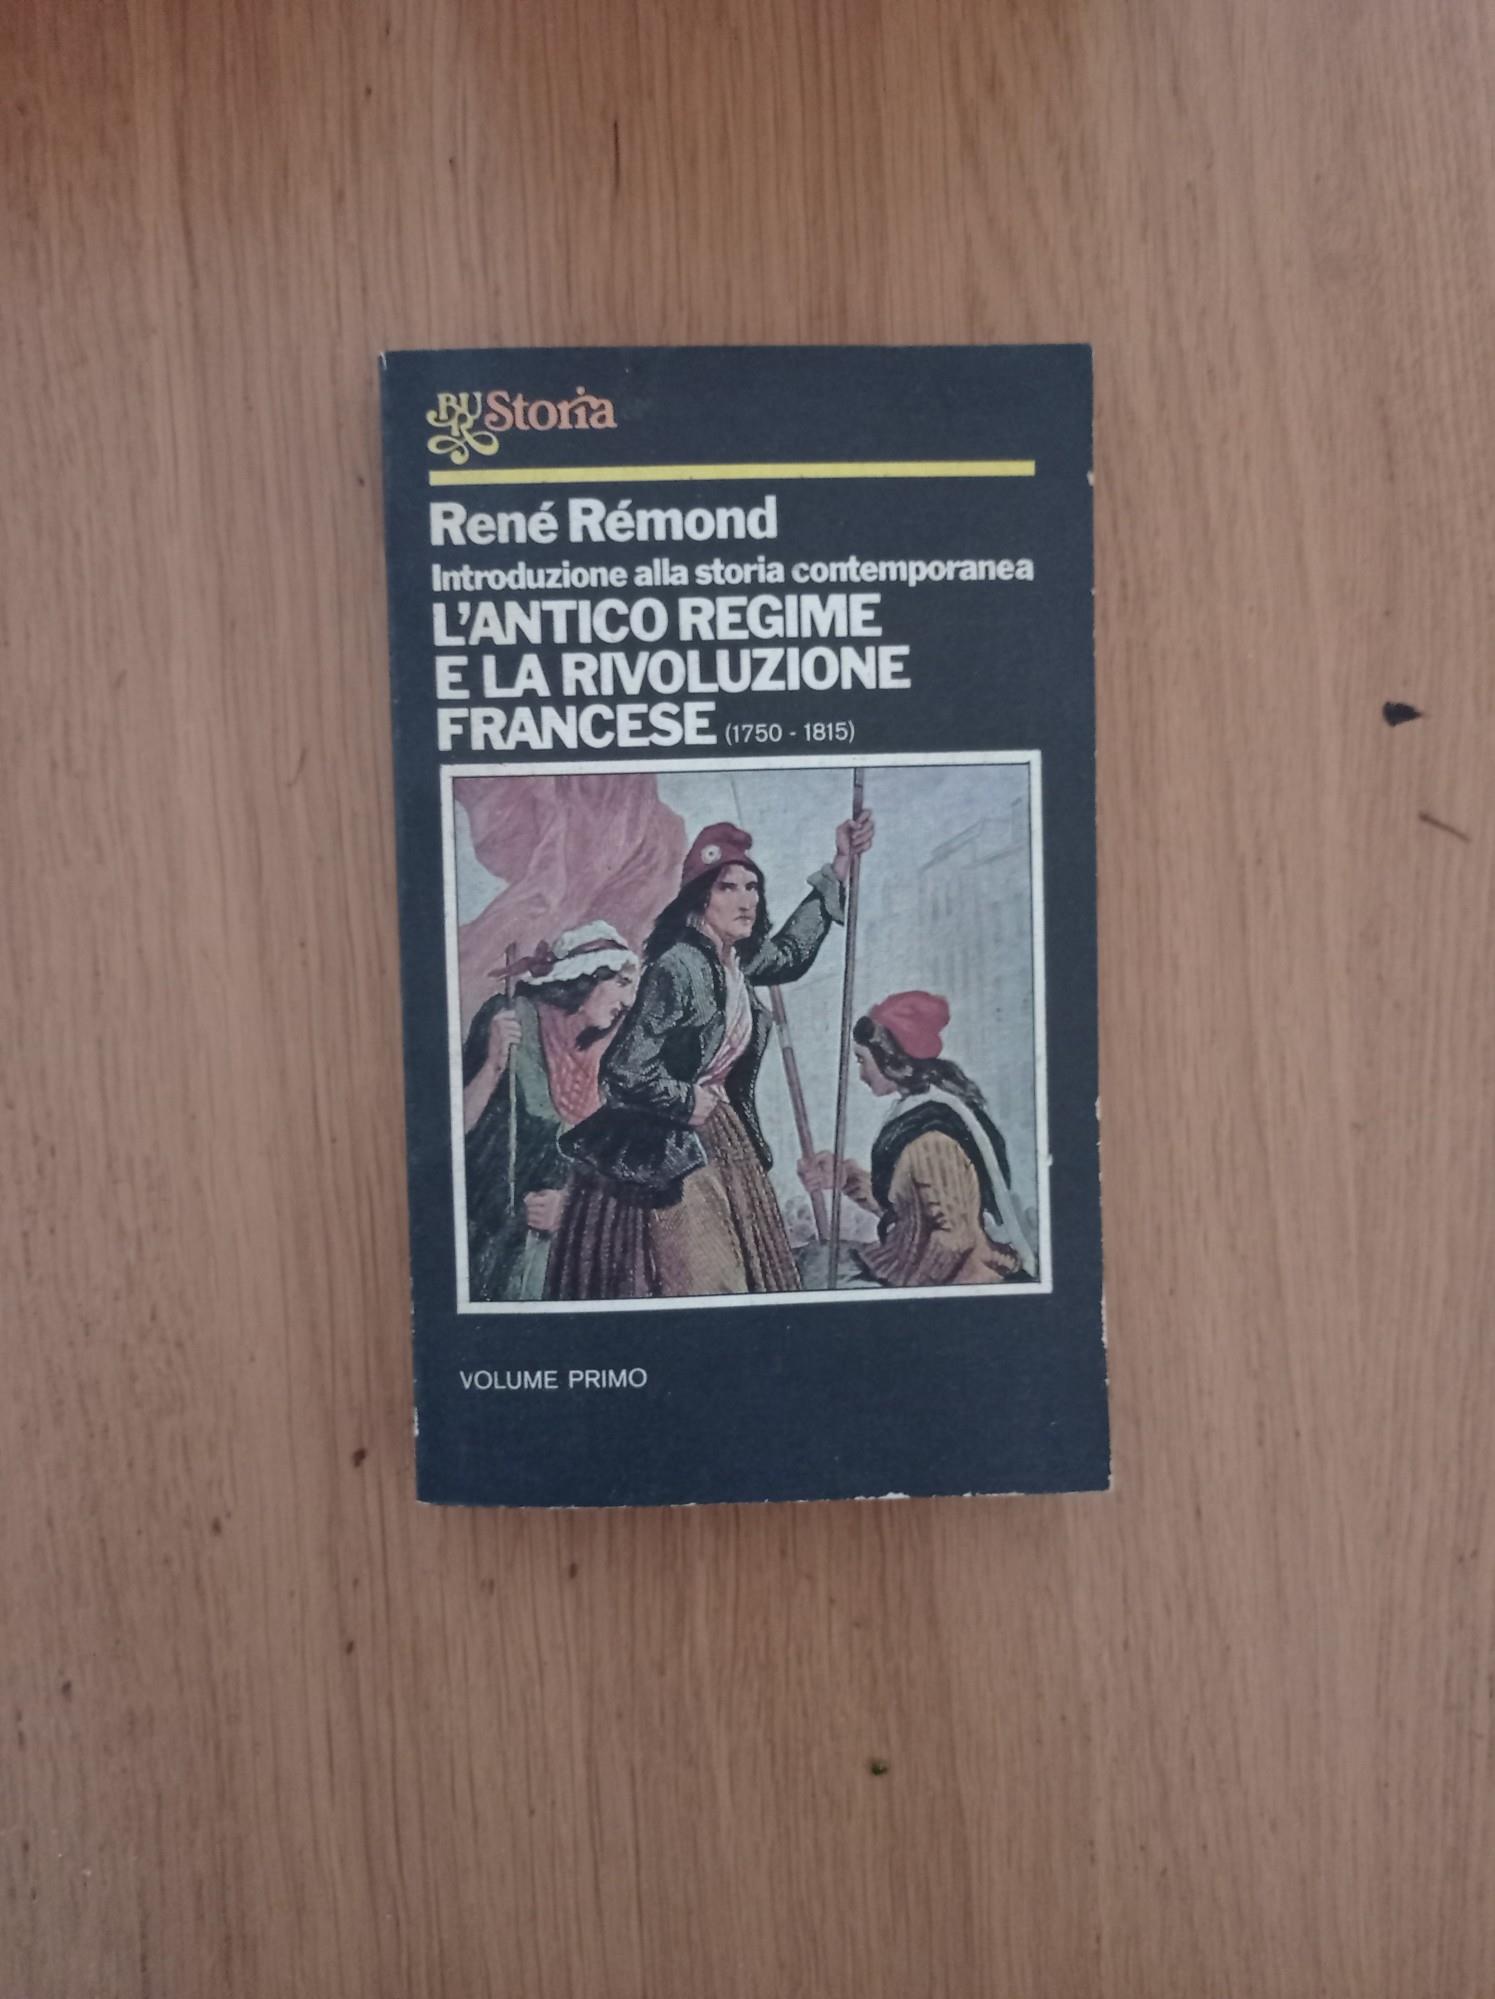 BUR Storia
René Rémond
Introduzione alla storia contemporanea
L'ANTICO REGIME
E LA RIVOLUZIONE
FRANCESE (1750 - 1815)
VOLUME PRIMO